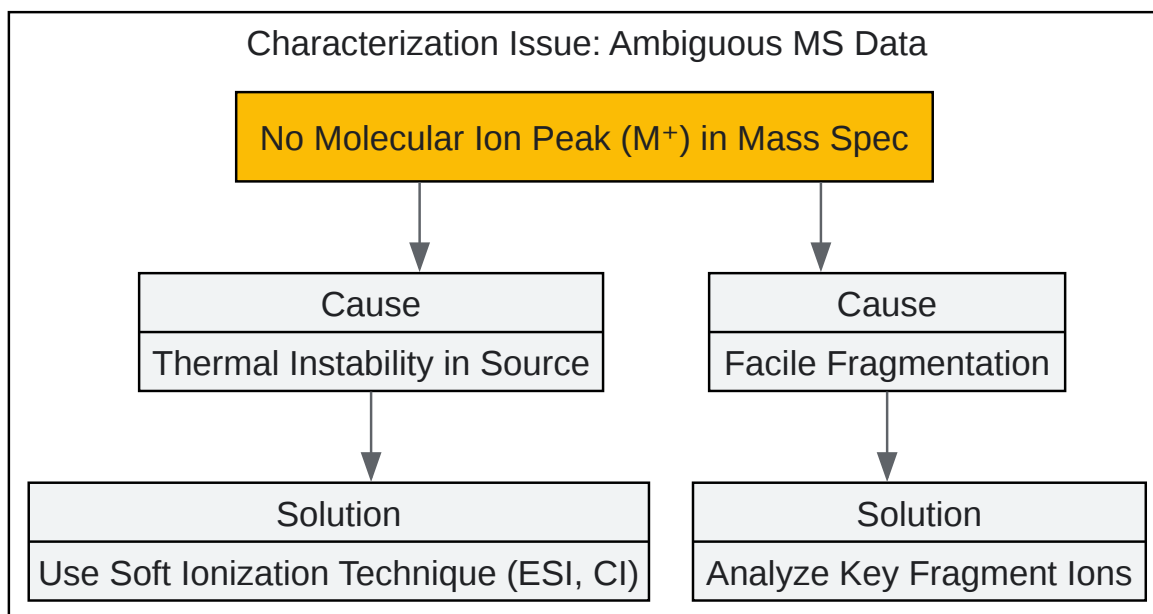 Characterization Issue: Ambiguous MS Data
No Molecular Ion Peak (M⁺) in Mass Spec
Cause
Thermal Instability in Source
Cause
Facile Fragmentation
Solution
Use Soft Ionization Technique (ESI, CI)
Solution
Analyze Key Fragment Ions